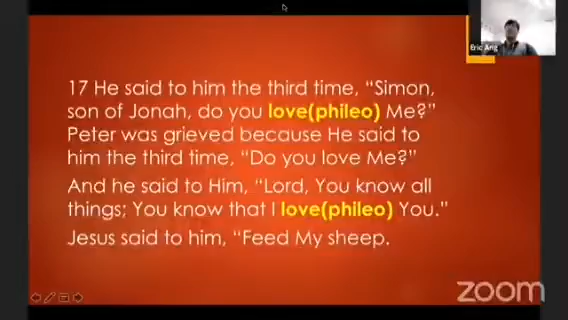 Eric Ang
17 He said to him the third time, “Simon,
son of Jonah, do you love(phileo) Me?”
Peter was grieved because He said to
him the third time, “Do you love Me?”
And he said to Him, “Lord, You know all
things; You know that I love(phileo) You.”
Jesus said to him, “Feed My sheep.
zoom